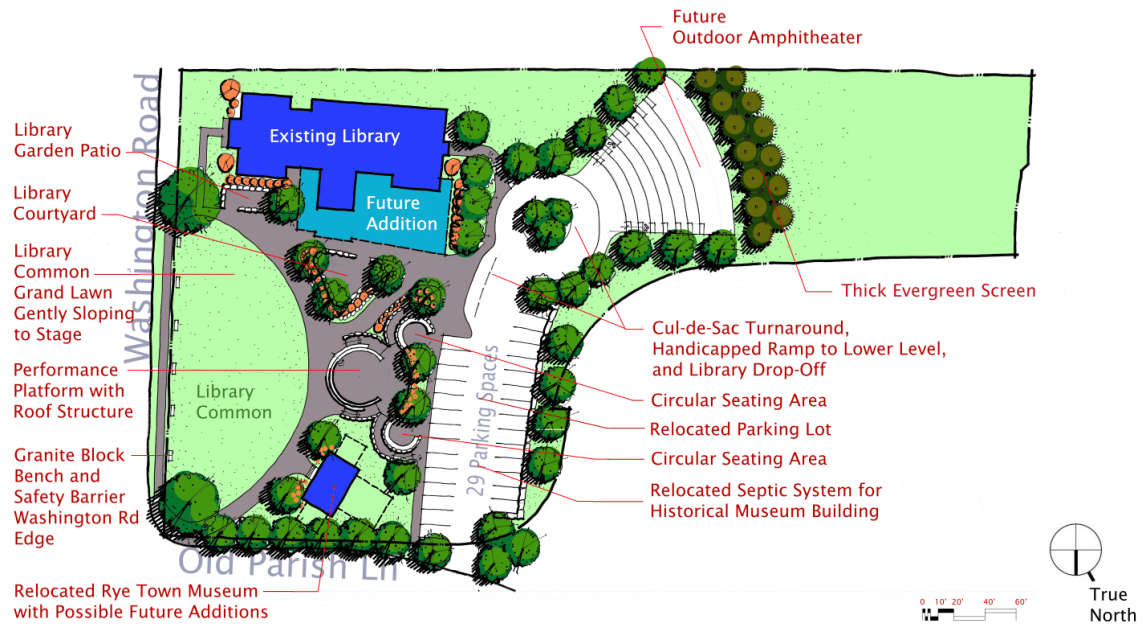 Future
Outdoor Amphitheater
Washington Road
Existing Library
Library
Garden Patio
Future
Addition
Library
Courtyard
Library
Common
Grand Lawn
Gently Sloping
to Stage
Thick Evergreen Screen
Cul-de-Sac Turnaround,
Handicapped Ramp to Lower Level,
and Library Drop-Off
Performance
Platform with
Roof Structure
Library
Common
29 Parking Spaces
Circular Seating Area
Relocated Parking Lot
Circular Seating Area
Granite Block
Bench and
Safety Barrier
Washington Rd
Edge
Relocated Septic System for
Historical Museum Building
Old Parish Ln
Relocated Rye Town Museum
with Possible Future Additions
0 10' 20' 40' 60'
True
North